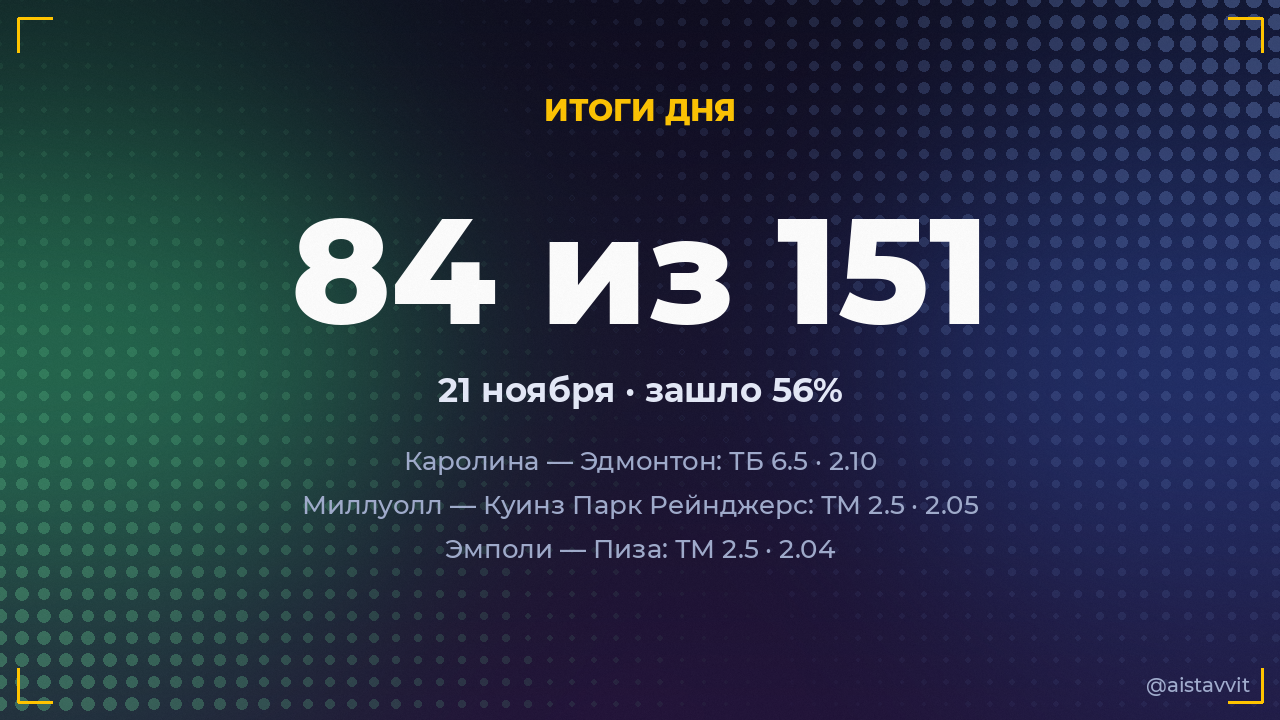 ИТОГИ ДНЯ
84 из 151
21 ноября · зашло 56%
Каролина — Эдмонтон: ТБ 6.5 · 2.10
Миллуолл — Куинз Парк Рейнджерс: ТМ 2.5 · 2.05
Эмполи — Пиза: ТМ 2.5 · 2.04
@aistavvit